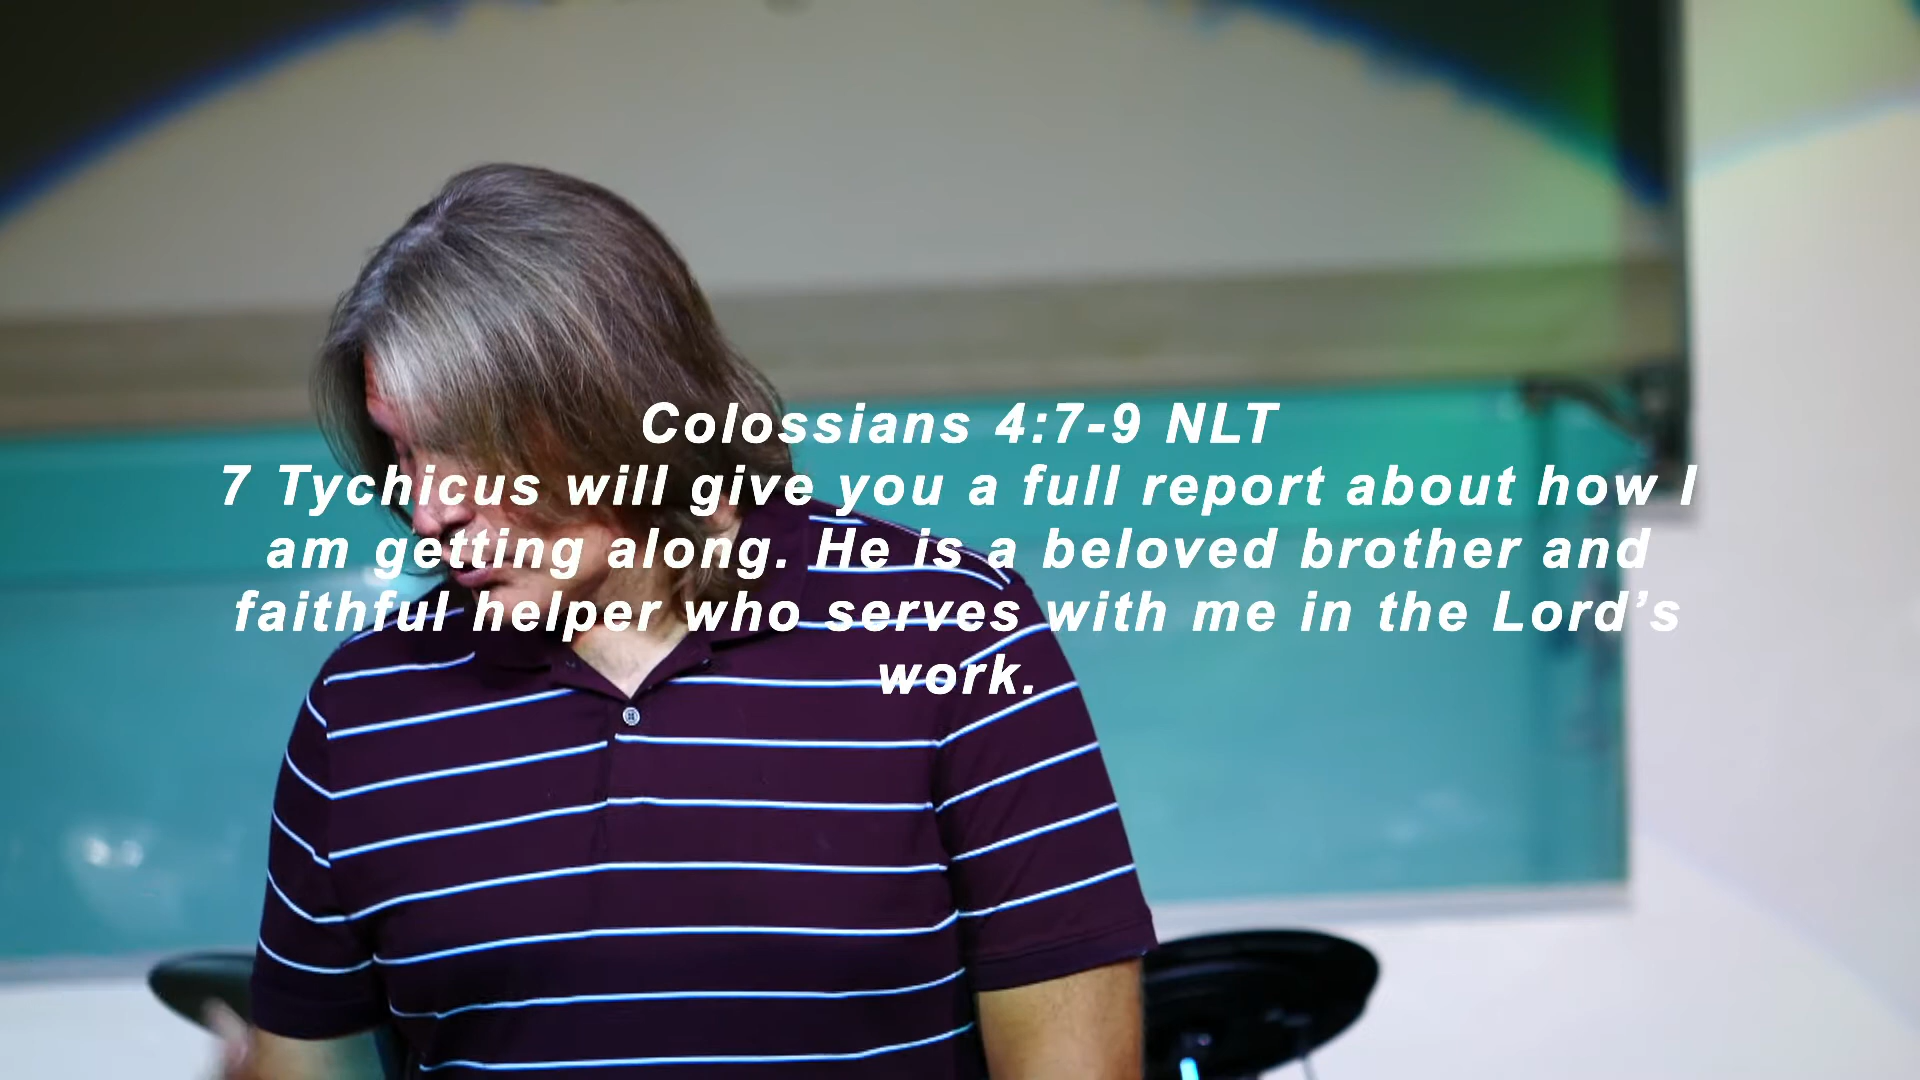 Colossians 4:7-9 NLT
7 Tychicus will give you a full report about how I
am getting along. He is a beloved brother and
faithful helper who serves with me in the Lord’s
work.